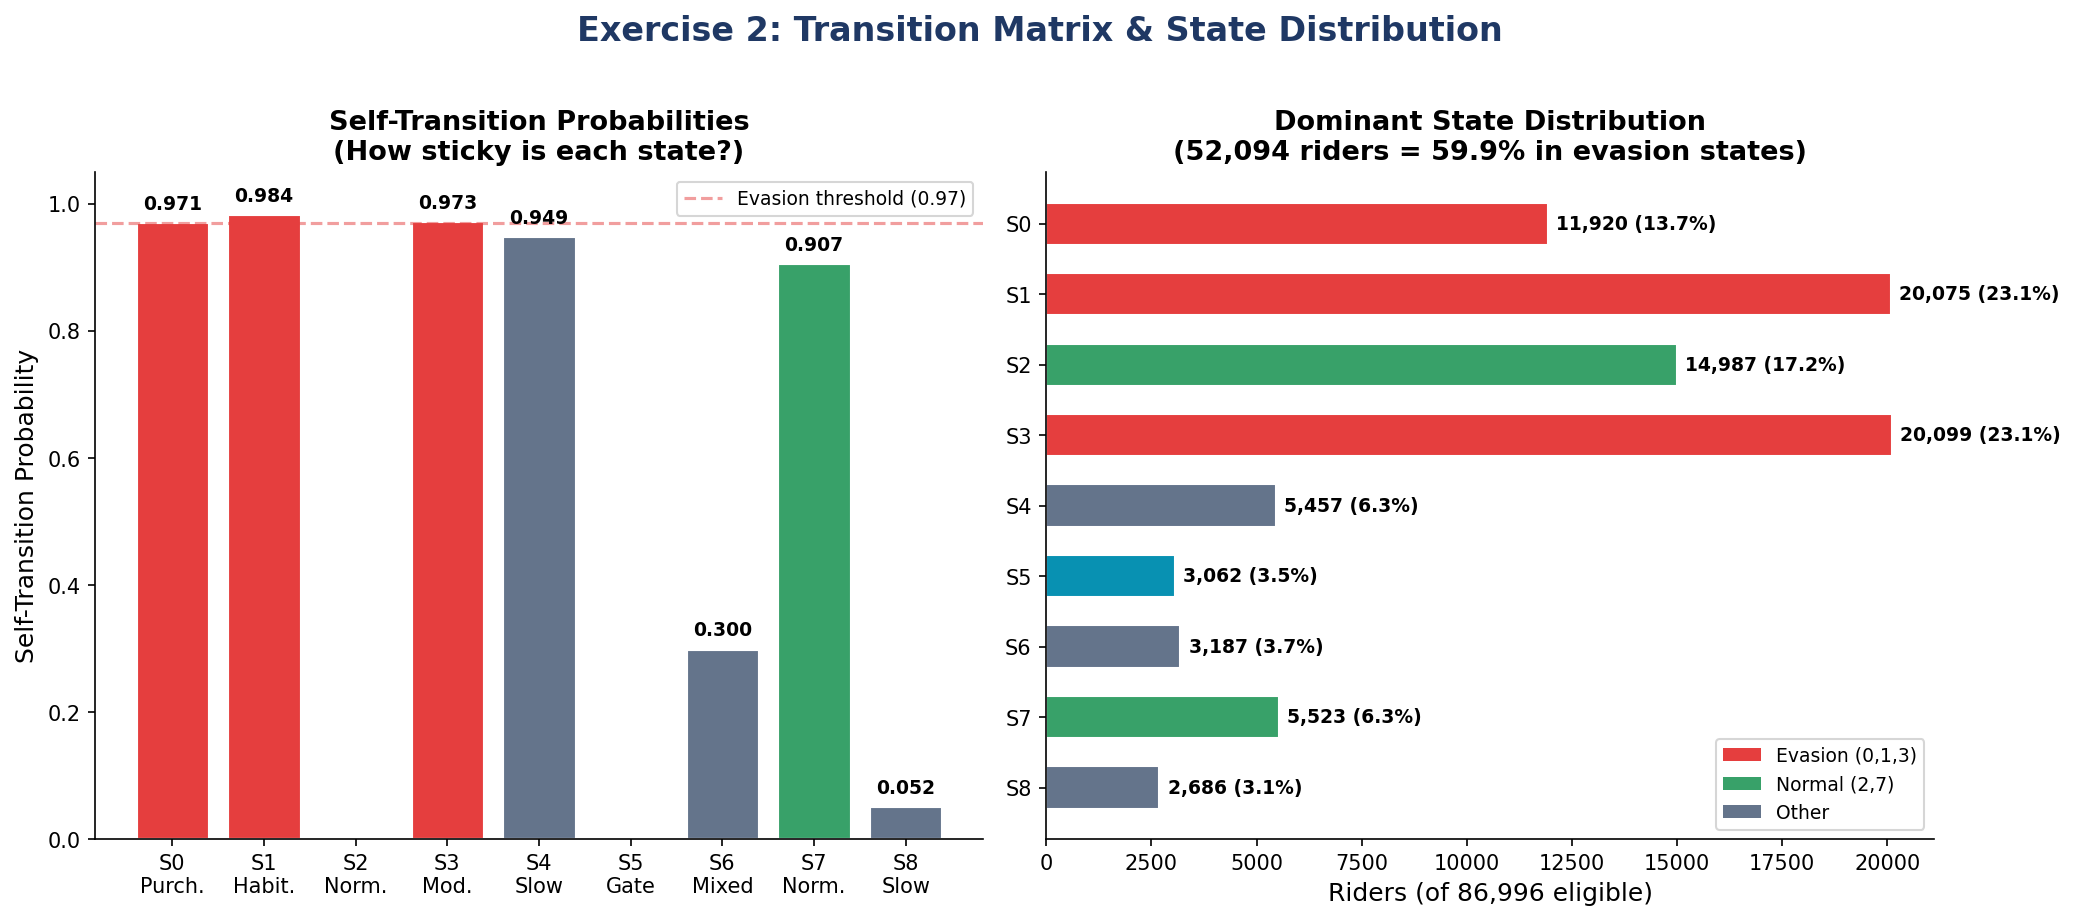 Exercise 2: Transition Matrix & State Distribution
Self-Transition Probabilities
(How sticky is each state?)
Self-Transition Probability
1.0
0.8
0.6
0.4
0.2
0.0
0.971
0.984
0.973
0.949
0.300
0.907
0.052
Evasion threshold (0.97)
S0 S1 S2 S3 S4 S5 S6 S7 S8
Purch. Habit. Norm. Mod. Slow Gate Mixed Norm. Slow
Dominant State Distribution
(52,094 riders = 59.9% in evasion states)
S0 11,920 (13.7%)
S1 20,075 (23.1%)
S2 14,987 (17.2%)
S3 20,099 (23.1%)
S4 5,457 (6.3%)
S5 3,062 (3.5%)
S6 3,187 (3.7%)
S7 5,523 (6.3%)
S8 2,686 (3.1%)
Evasion (0,1,3)
Normal (2,7)
Other
0 2500 5000 7500 10000 12500 15000 17500 20000
Riders (of 86,996 eligible)